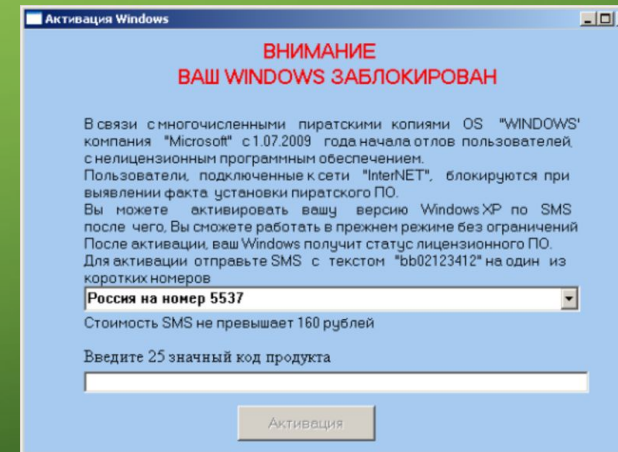 Активация Windows
ВНИМАНИЕ
ВАШ WINDOWS ЗАБЛОКИРОВАН
В связи с многочисленными пиратскими копиями OS "WINDOWS"
компания "Microsoft" с 1.07.2009 года начала отлов пользователей,
с нелицензионным программным обеспечением.
Пользователи, подключенные к сети "InterNET", блокируются при
выявлении факта установки пиратского ПО.
Вы можете активировать вашу версию Windows XP по SMS
после чего, Вы сможете работать в прежнем режиме без ограничений
После активации, ваш Windows получит статус лицензионного ПО.
Для активации отправьте SMS с текстом "bb02123412" на один из
коротких номеров
Россия на номер 5537
Стоимость SMS не превышает 160 рублей
Введите 25 значный код продукта
Активация